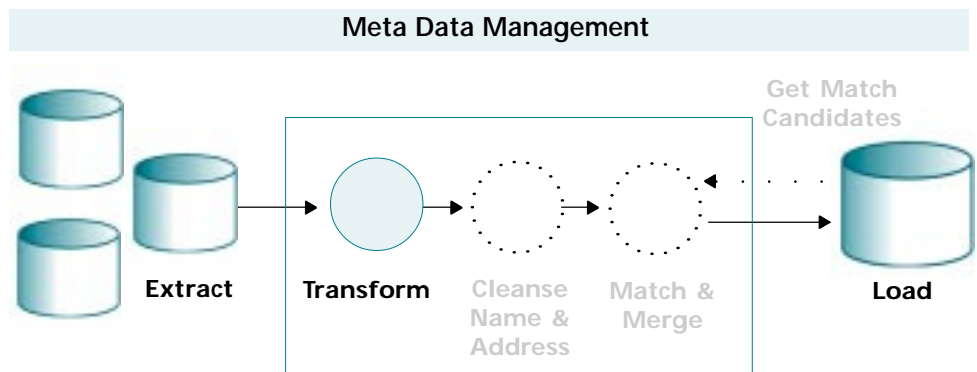 Meta Data Management
Get Match
Candidates
Extract
Transform
Cleanse
Name &
Address
Match &
Merge
Load